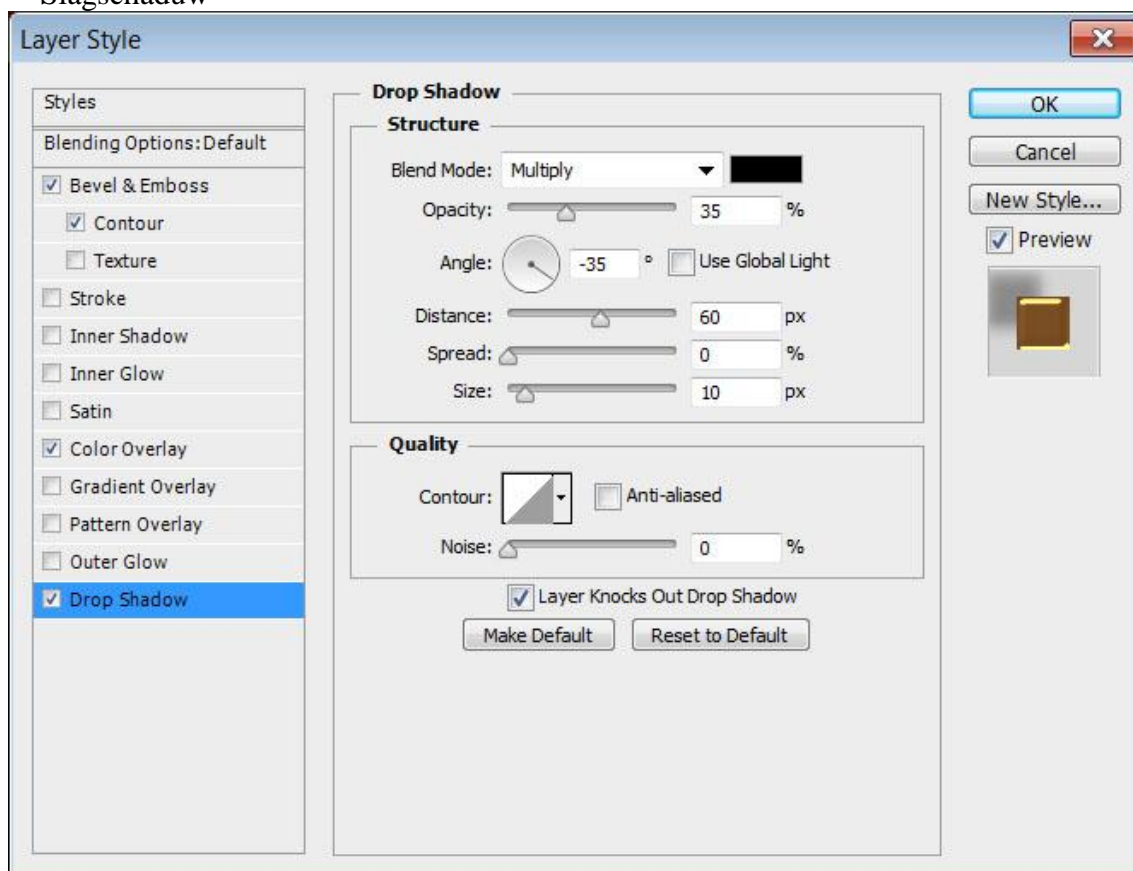 Slagschaduw
Layer Style
Styles
Blending Options: Default
Bevel & Emboss
Contour
Texture
Stroke
Inner Shadow
Inner Glow
Satin
Color Overlay
Gradient Overlay
Pattern Overlay
Outer Glow
Drop Shadow
Drop Shadow
Structure
Blend Mode: Multiply
Opacity: 35 %
Angle: -35 ° Use Global Light
Distance: 60 px
Spread: 0 %
Size: 10 px
Quality
Contour: Anti-aliased
Noise: 0 %
Layer Knocks Out Drop Shadow
Make Default Reset to Default
OK
Cancel
New Style...
Preview